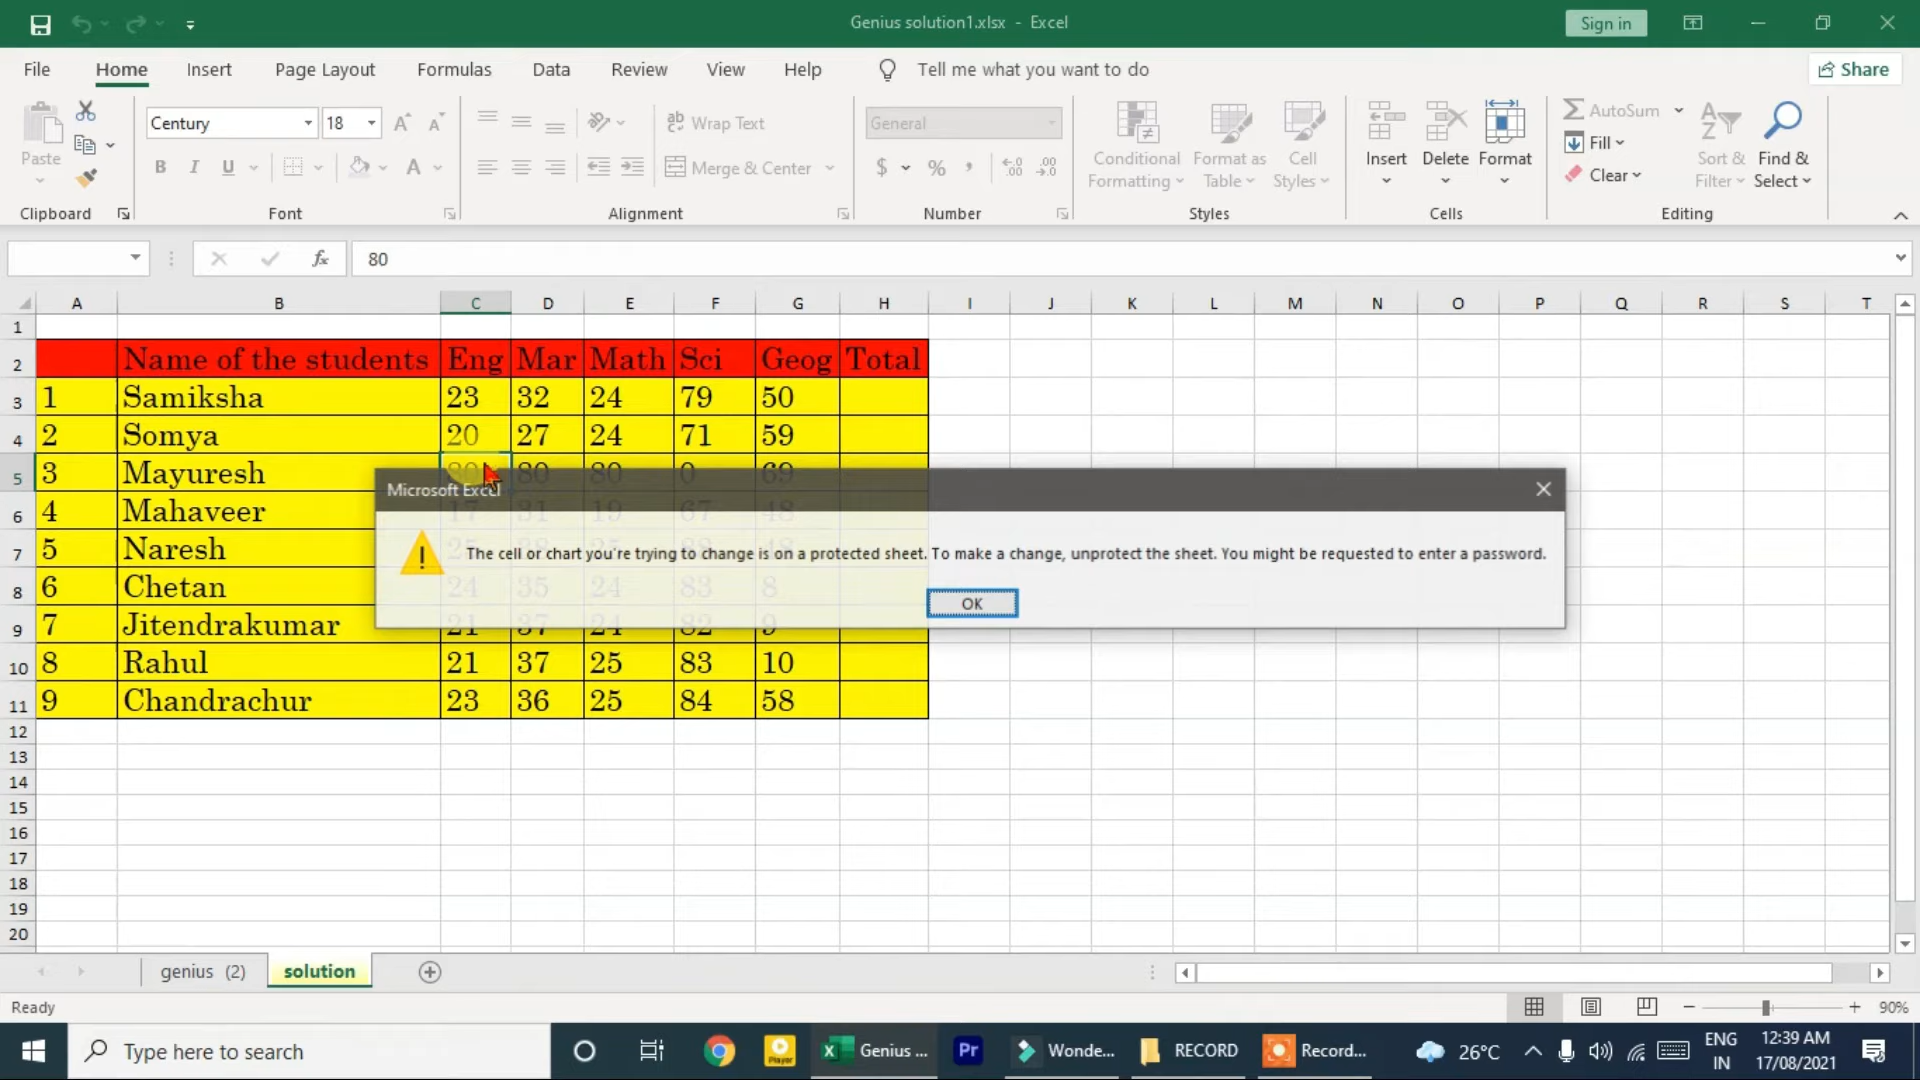 Genius solution1.xlsx - Excel
Sign in
File Home Insert Page Layout Formulas Data Review View Help Tell me what you want to do Share
Century 18 Wrap Text General AutoSum
Paste Conditional Formatting Format as Table Cell Styles Insert Delete Format Fill Sort & Filter Find & Select
B I U A Merge & Center $ % , Clear
Clipboard Font Alignment Number Styles Cells Editing
fx 80
A B C D E F G H I J K L M N O P Q R S T
1
2 Name of the students Eng Mar Math Sci Geog Total
3 1 Samiksha 23 32 24 79 50
4 2 Somya 20 27 24 71 59
5 3 Mayuresh 80 80 80 0 69
Microsoft Excel
6 4 Mahaveer 17 31 19 67 48
7 5 Naresh
The cell or chart you're trying to change is on a protected sheet. To make a change, unprotect the sheet. You might be requested to enter a password.
8 6 Chetan 24 35 24 83 8
OK
9 7 Jitendrakumar 21 37 24 82 9
10 8 Rahul 21 37 25 83 10
11 9 Chandrachur 23 36 25 84 58
12
13
14
15
16
17
18
19
20
genius (2) solution
Ready 90%
Type here to search Player Pr Genius ... Wonde... RECORD Record... 26°C ENG IN 12:39 AM 17/08/2021